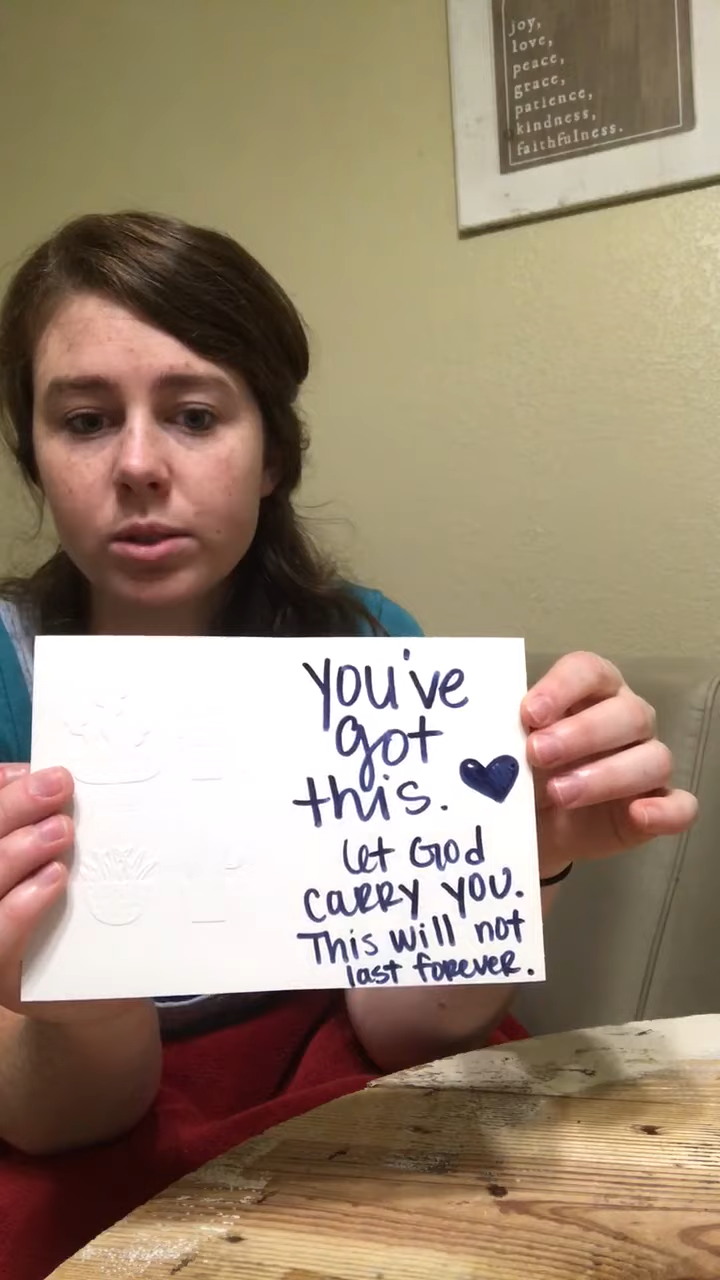 joy,
love,
peace,
grace,
patience,
kindness,
faithfulness.
you've
got
this.
let God
carry you.
This will not
last forever.